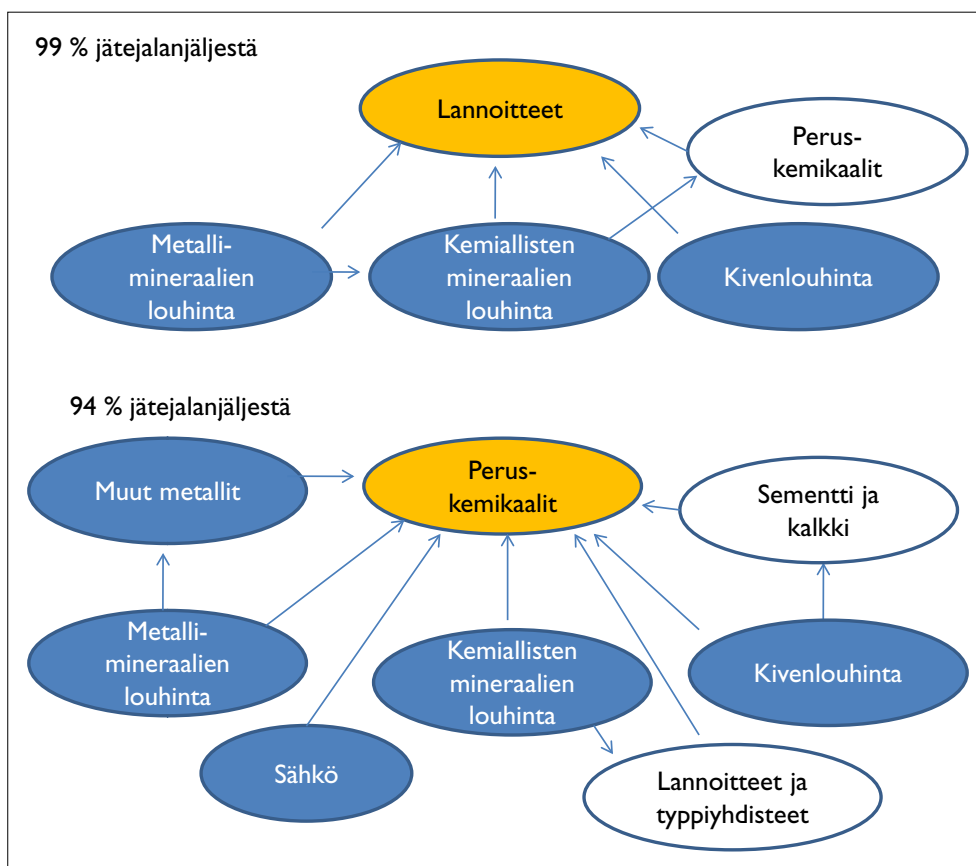 99 % jätejalanjäljestä
Lannoitteet
Perus-
kemikaalit
Metalli-
mineraalien
louhinta
Kemiallisten
mineraalien
louhinta
Kivenlouhinta
94 % jätejalanjäljestä
Muut metallit
Perus-
kemikaalit
Sementti ja
kalkki
Metalli-
mineraalien
louhinta
Kemiallisten
mineraalien
louhinta
Kivenlouhinta
Sähkö
Lannoitteet ja
typpiyhdisteet